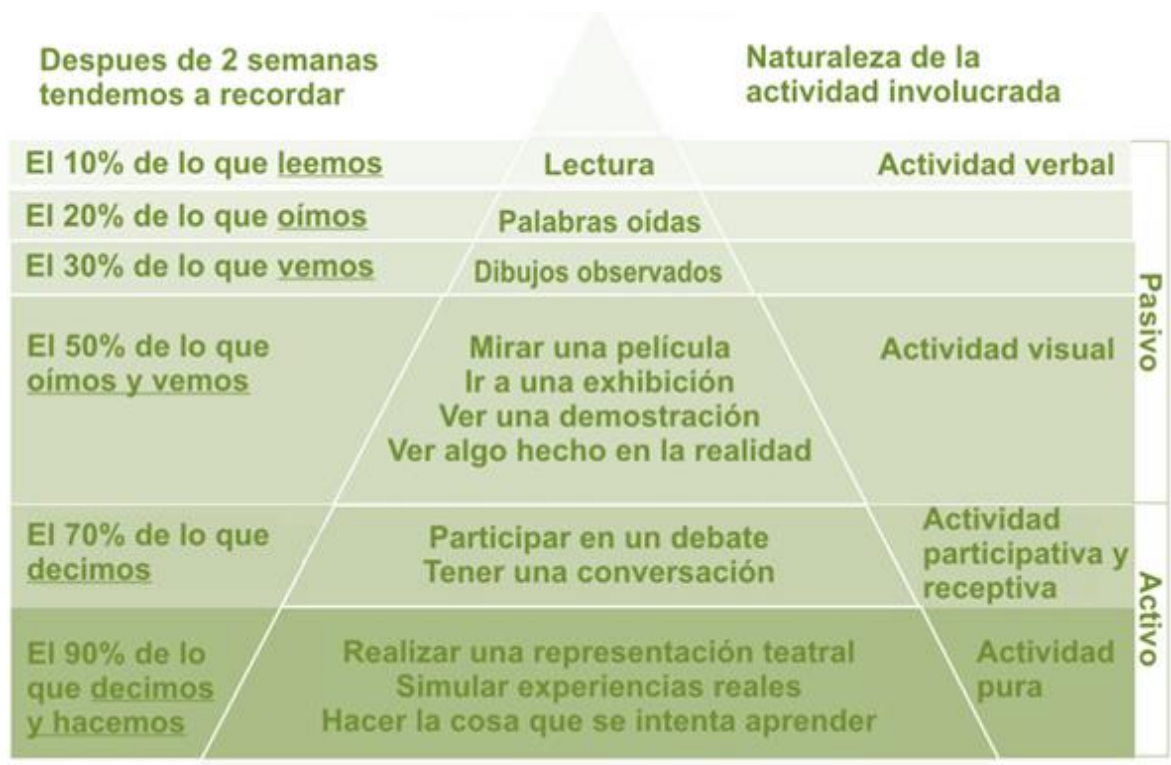 Despues de 2 semanas
tendemos a recordar
Naturaleza de la
actividad involucrada
El 10% de lo que leemos
Lectura
Actividad verbal
El 20% de lo que oímos
Palabras oídas
El 30% de lo que vemos
Dibujos observados
El 50% de lo que
oímos y vemos
Mirar una película
Ir a una exhibición
Ver una demostración
Ver algo hecho en la realidad
Actividad visual
Pasivo
El 70% de lo que
decimos
Participar en un debate
Tener una conversación
Actividad
participativa y
receptiva
El 90% de lo
que decimos
y hacemos
Realizar una representación teatral
Simular experiencias reales
Hacer la cosa que se intenta aprender
Actividad
pura
Activo